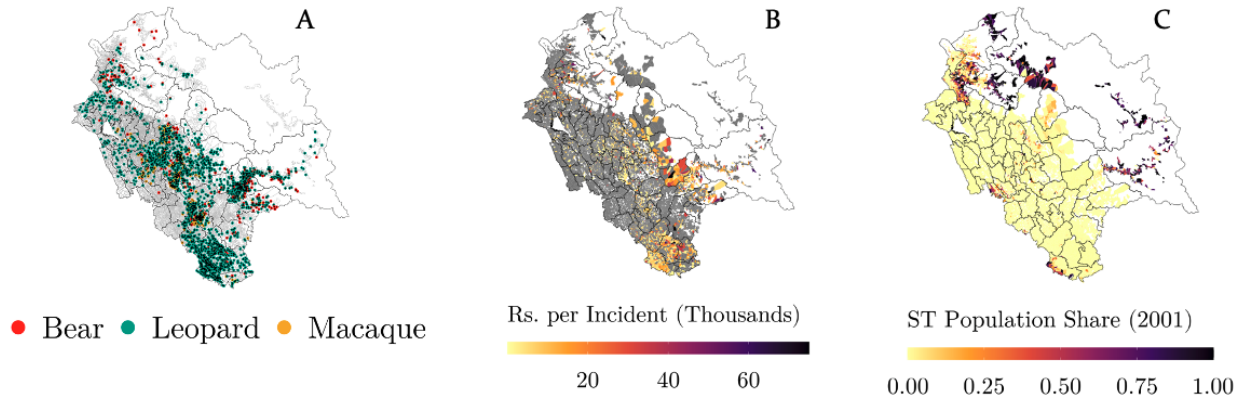 A
B
C
Bear Leopard Macaque
Rs. per Incident (Thousands)
20 40 60
ST Population Share (2001)
0.00 0.25 0.50 0.75 1.00